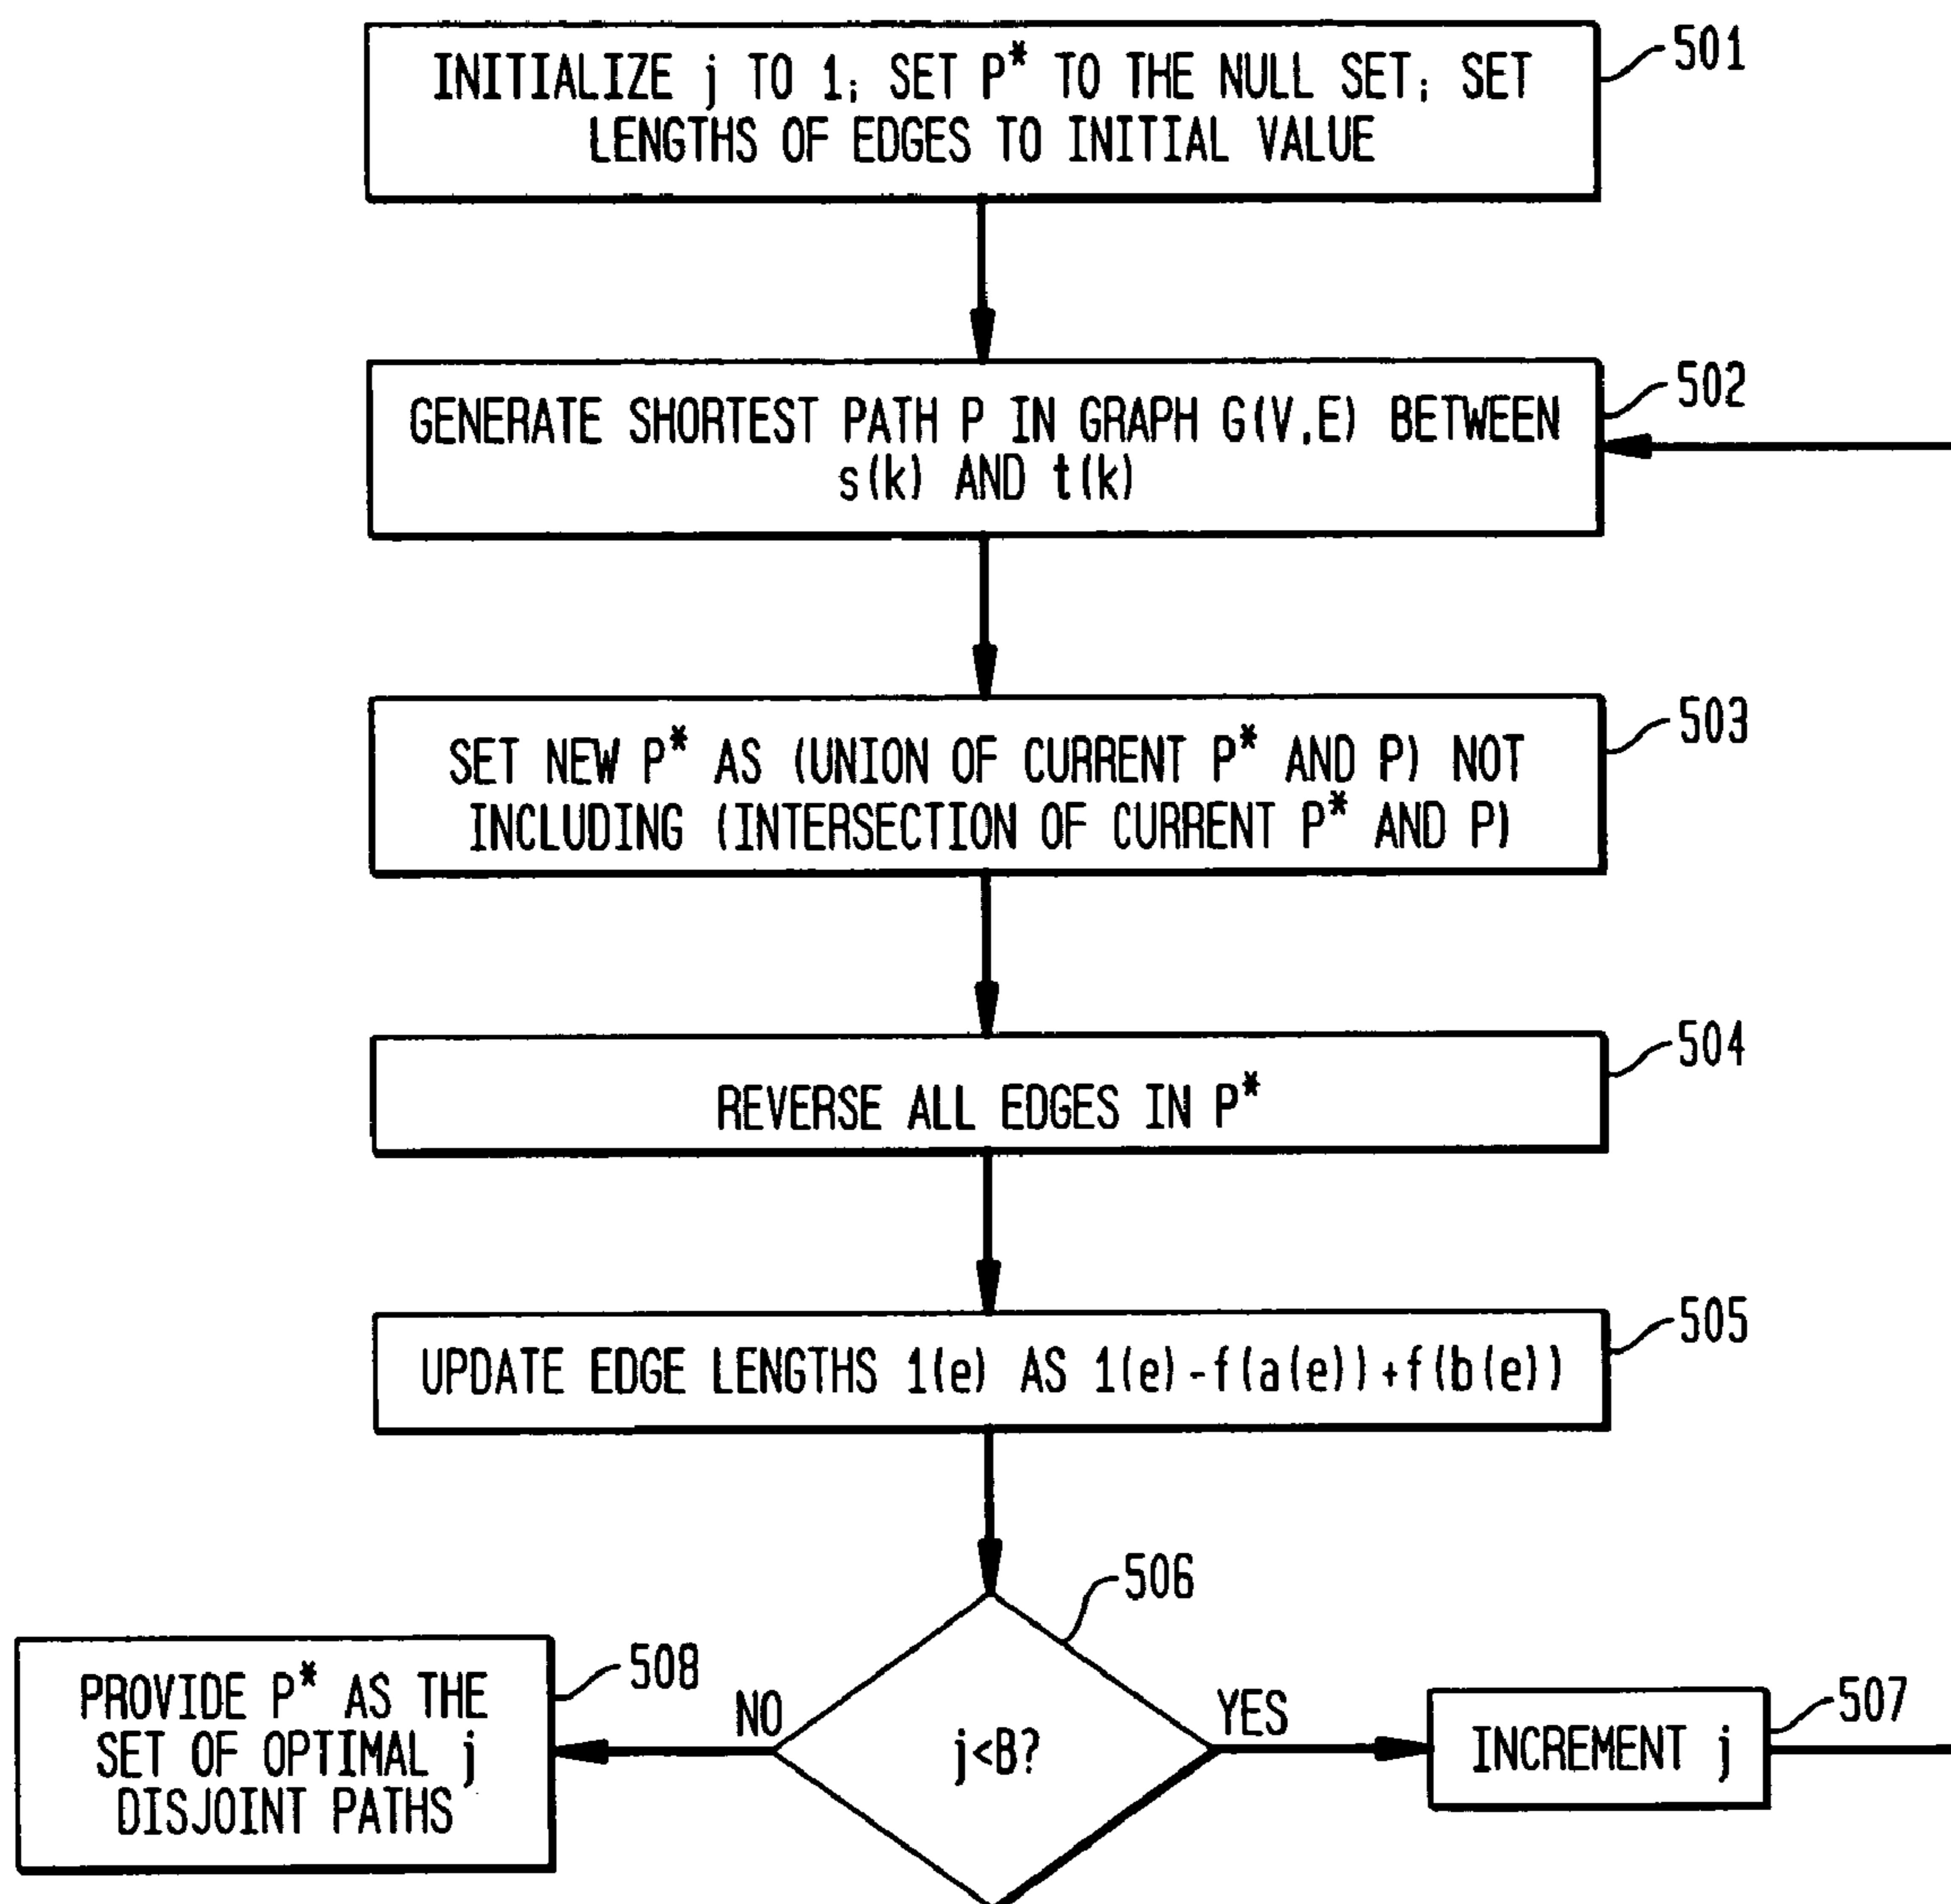 INITIALIZE j TO 1; SET P* TO THE NULL SET; SET
LENGTHS OF EDGES TO INITIAL VALUE
501
GENERATE SHORTEST PATH P IN GRAPH G(V,E) BETWEEN
s(k) AND t(k)
502
SET NEW P* AS (UNION OF CURRENT P* AND P) NOT
INCLUDING (INTERSECTION OF CURRENT P* AND P)
503
REVERSE ALL EDGES IN P*
504
UPDATE EDGE LENGTHS l(e) AS l(e)-f(a(e))+f(b(e))
505
506
j<B?
NO
YES
PROVIDE P* AS THE
SET OF OPTIMAL j
DISJOINT PATHS
508
INCREMENT j
507